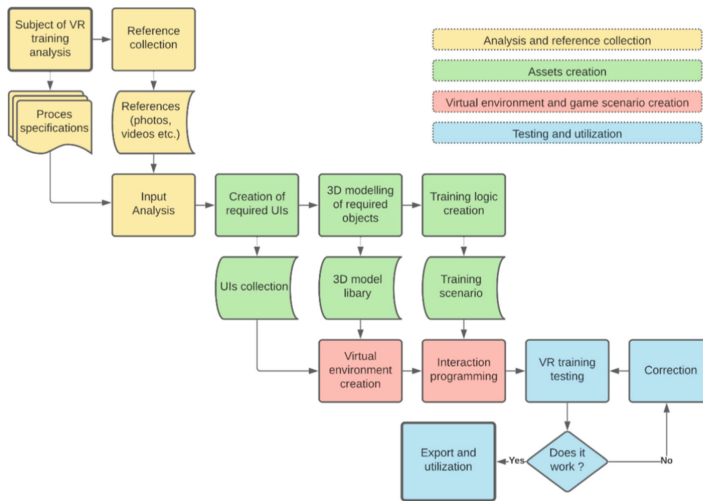 Subject of VR
training
analysis
Reference
collection
Analysis and reference collection
Assets creation
Virtual environment and game scenario creation
Testing and utilization
Proces
specifications
References
(photos,
videos etc.)
Input
Analysis
Creation of
required UIs
3D modelling
of required
objects
Training logic
creation
UIs collection
3D model
libary
Training
scenario
Virtual
environment
creation
Interaction
programming
VR training
testing
Correction
Export and
utilization
Yes
Does it
work ?
No